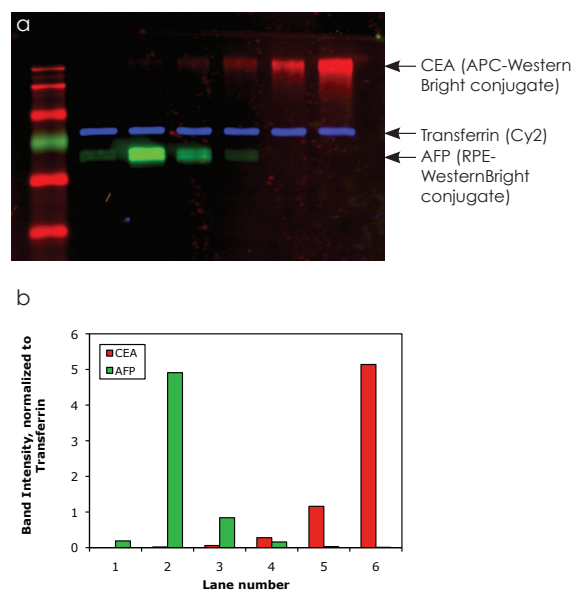 a
CEA (APC-Western
Bright conjugate)
Transferrin (Cy2)
AFP (RPE-
WesternBright
conjugate)
b
Band Intensity, normalized to
Transferrin
6
5
4
3
2
1
0
CEA
AFP
1 2 3 4 5 6
Lane number